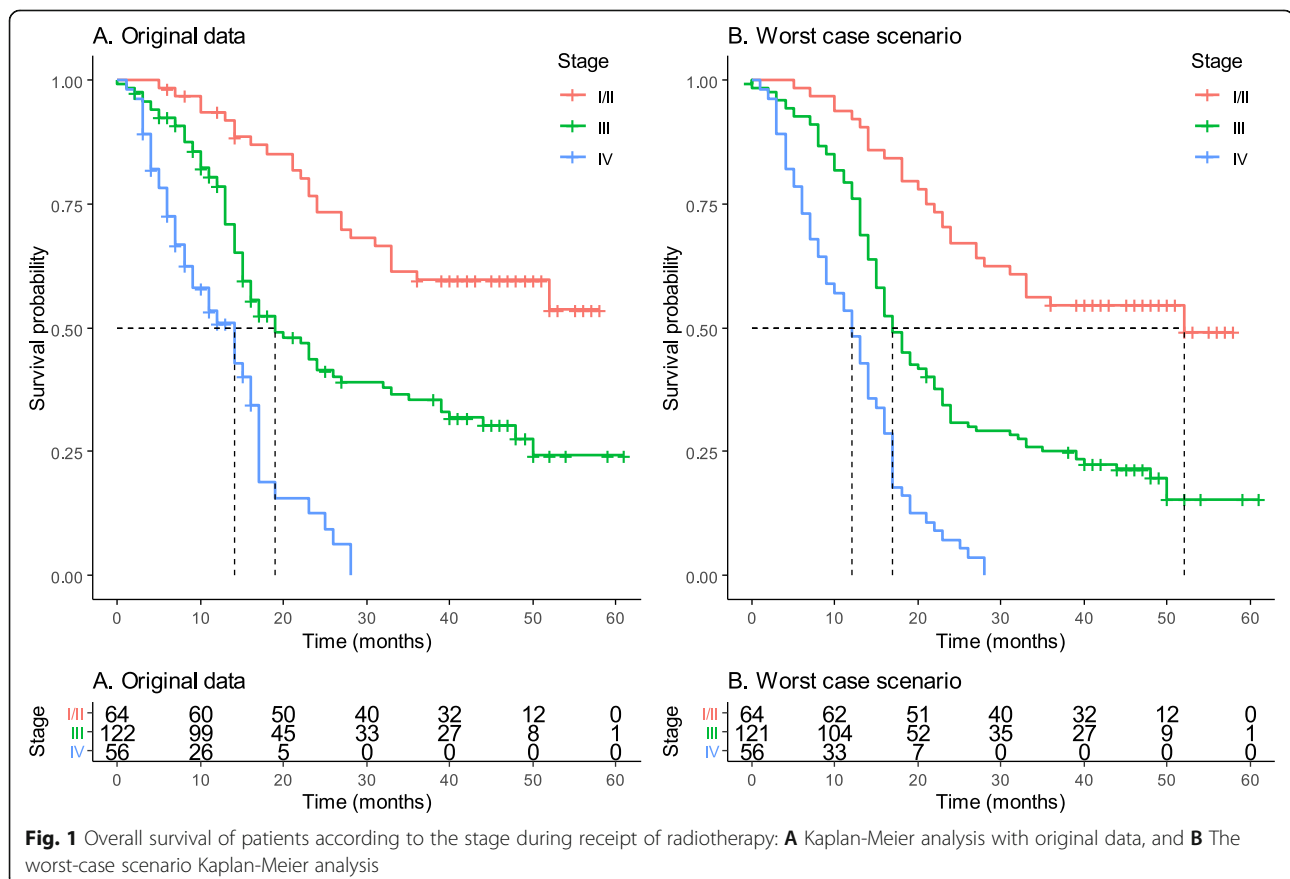 A. Original data
Stage
I/II
III
IV
1.00
0.75
0.50
0.25
0.00
Survival probability
0 10 20 30 40 50 60
Time (months)
B. Worst case scenario
Stage
I/II
III
IV
1.00
0.75
0.50
0.25
0.00
Survival probability
0 10 20 30 40 50 60
Time (months)
A. Original data
Stage
I/II 64 60 50 40 32 12 0
III 122 99 45 33 27 8 1
IV 56 26 5 0 0 0 0
0 10 20 30 40 50 60
Time (months)
B. Worst case scenario
Stage
I/II 64 62 51 40 32 12 0
III 121 104 52 35 27 9 1
IV 56 33 7 0 0 0 0
0 10 20 30 40 50 60
Time (months)
Fig. 1 Overall survival of patients according to the stage during receipt of radiotherapy: A Kaplan-Meier analysis with original data, and B The
worst-case scenario Kaplan-Meier analysis